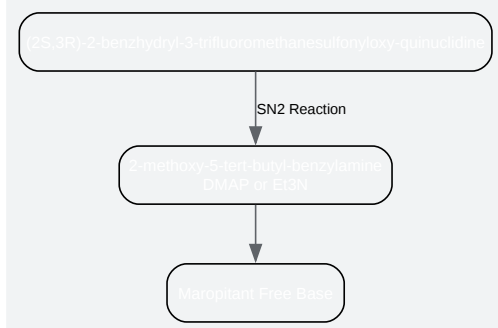 (2S,3R)-2-benzhydryl-3-trifluoromethanesulfonyloxy-quinuclidine
SN2 Reaction
2-methoxy-5-tert-butyl-benzylamine
DMAP or Et3N
Maropitant Free Base